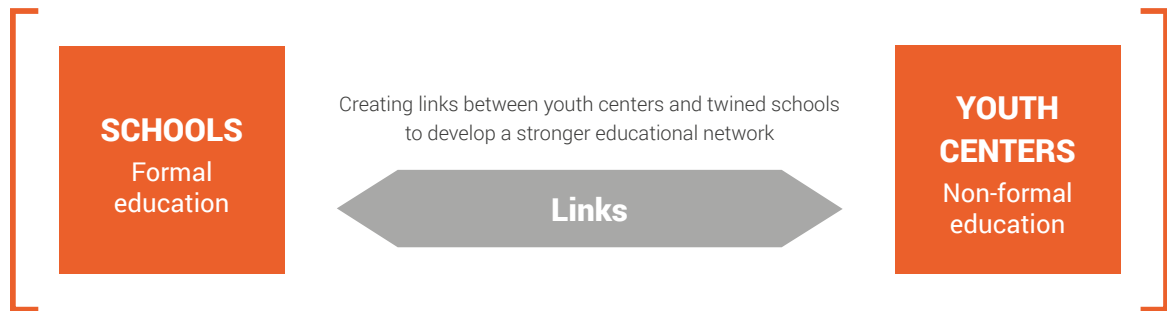 SCHOOLS
Formal
education
Creating links between youth centers and twined schools
to develop a stronger educational network
Links
YOUTH
CENTERS
Non-formal
education